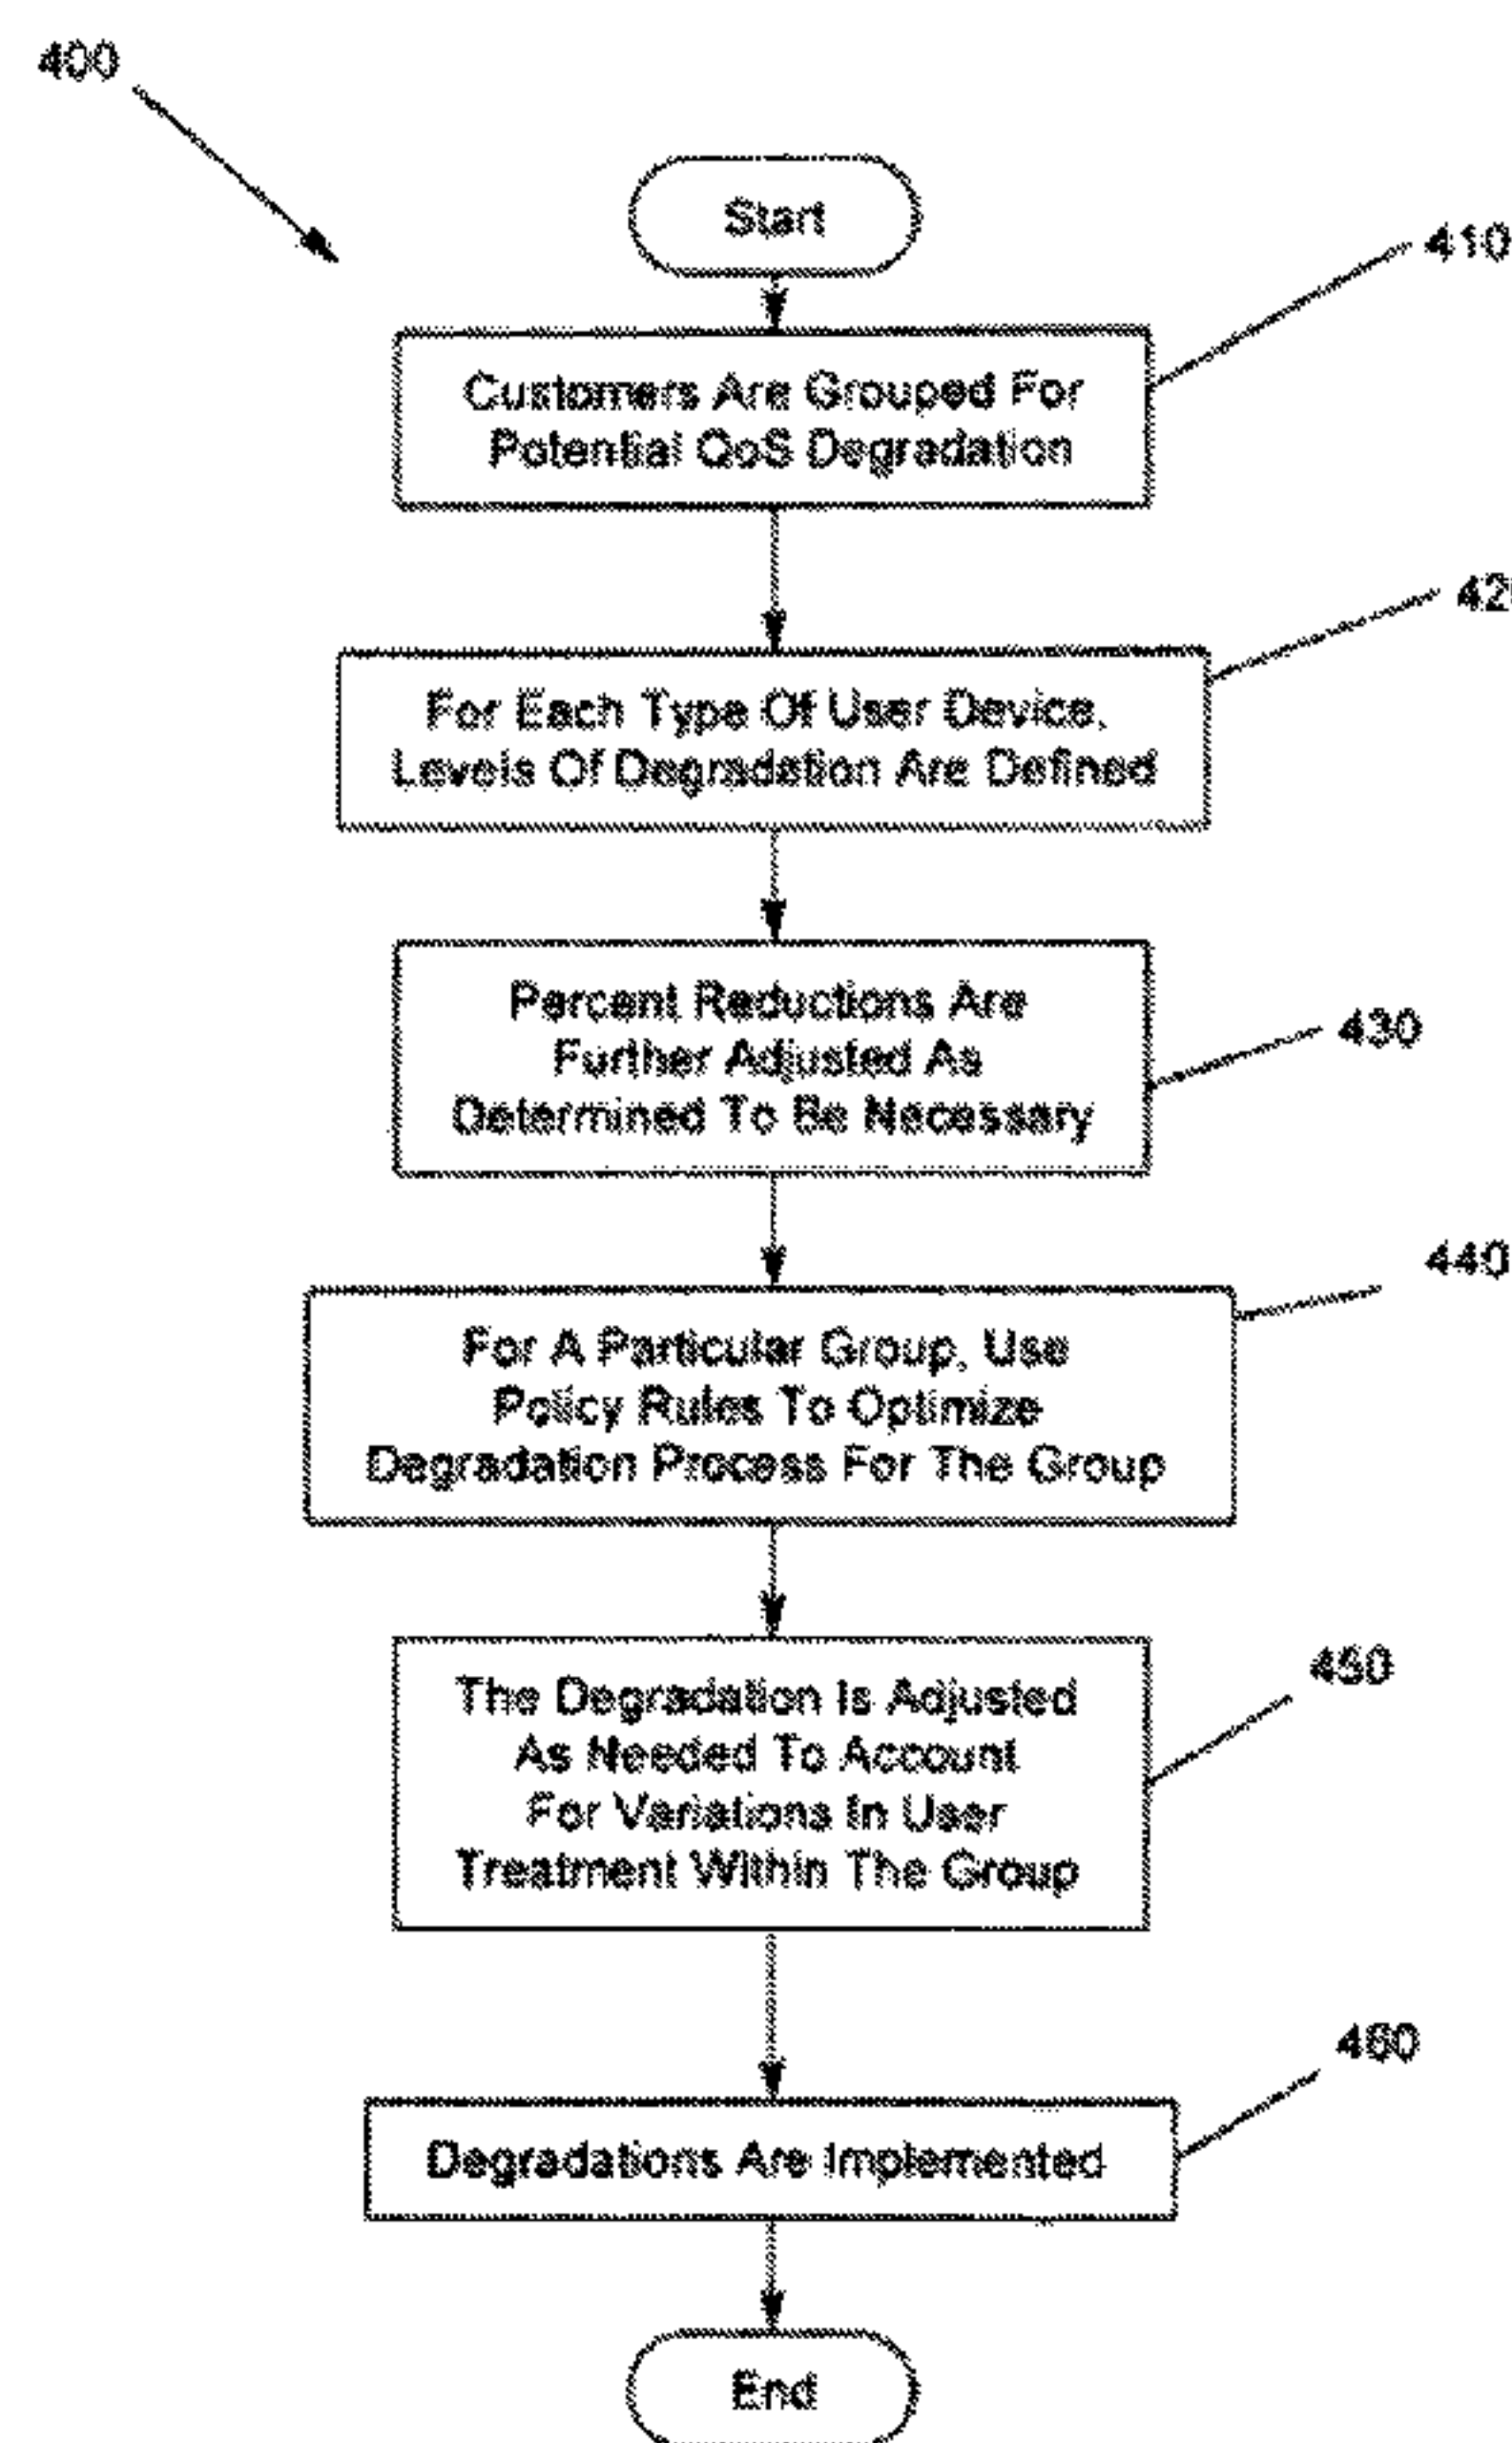 400
Start
410
Customers Are Grouped For
Potential QoS Degradation
42
For Each Type Of User Device,
Levels Of Degradation Are Defined
Percent Reductions Are
Further Adjusted As
Determined To Be Necessary
430
440
For A Particular Group, Use
Policy Rules To Optimize
Degradation Process For The Group
450
The Degradation Is Adjusted
As Needed To Account
For Variations In User
Treatment Within The Group
460
Degradations Are Implemented
End